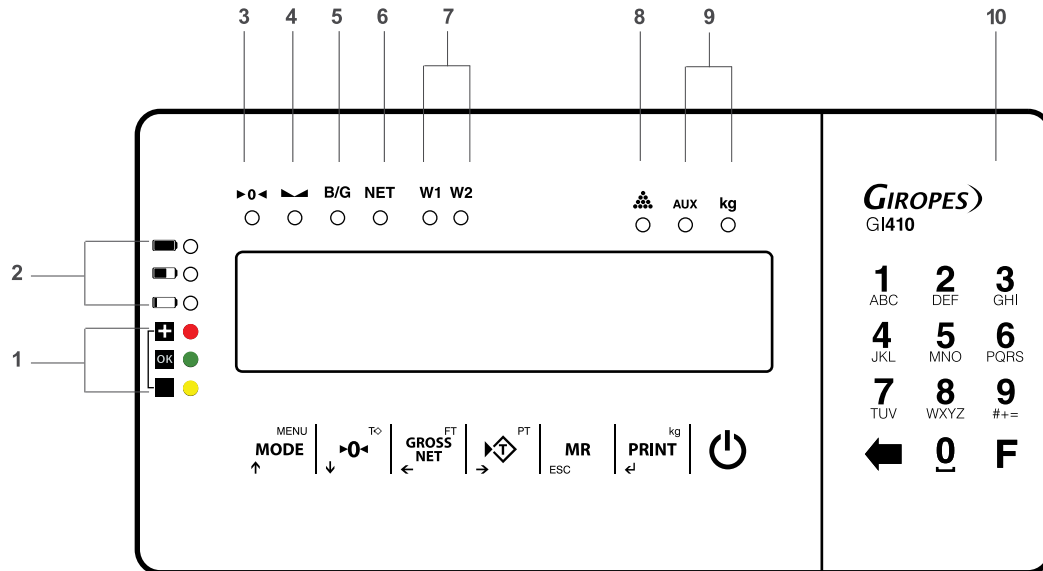 3 4 5 6 7 8 9 10
►0◄ B/G NET W1 W2 AUX kg
GIROPES
GI410
2
1
+
OK
1 2 3
ABC DEF GHI
4 5 6
JKL MNO PQRS
7 8 9
TUV WXYZ #+=
0 F
MENU T FT PT kg
MODE ►0◄ GROSS NET T MR PRINT
↑ ↓ ← → ESC ↵